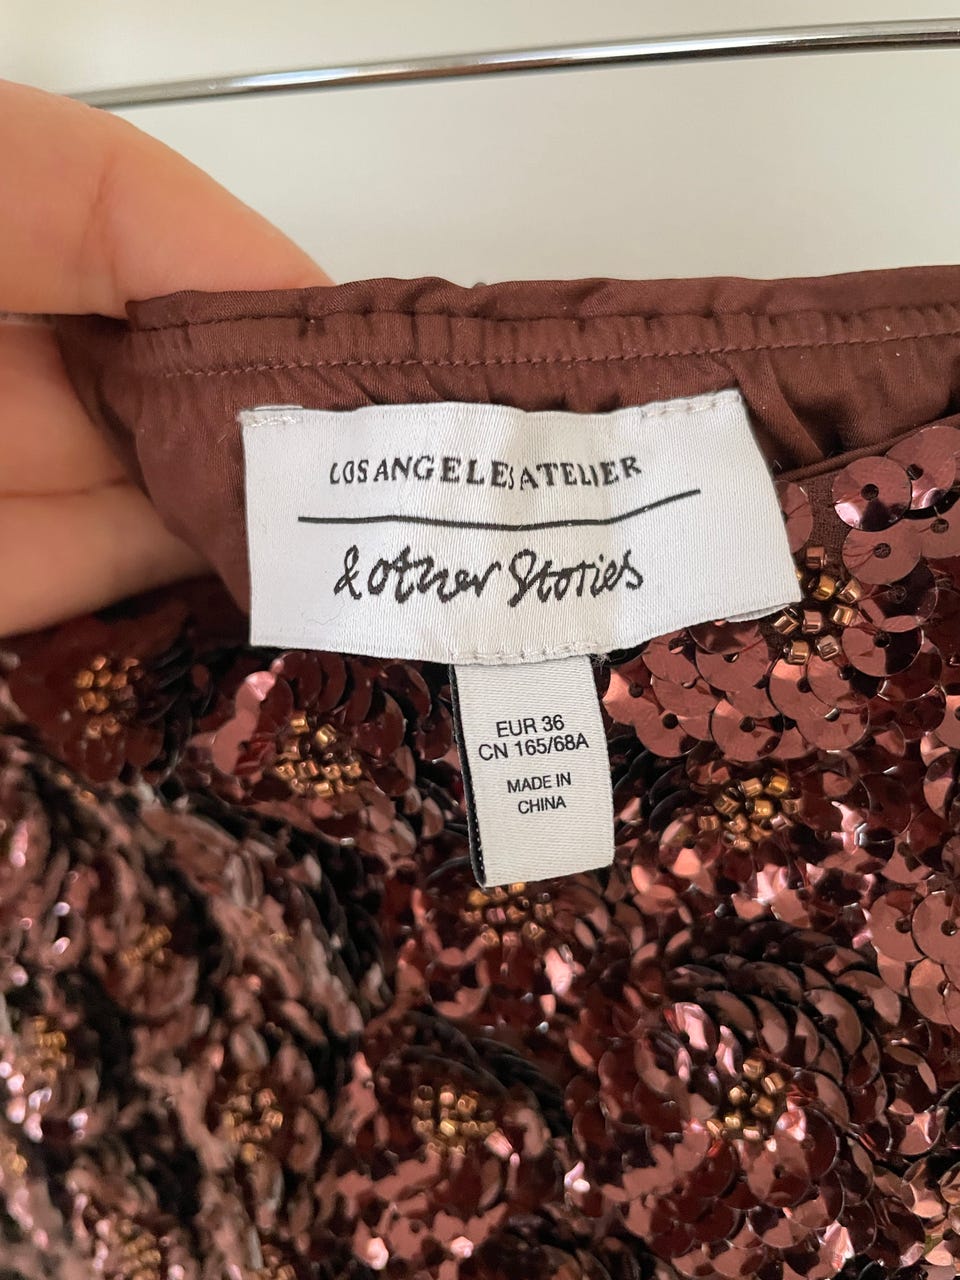 LOS ANGELES ATELIER
& other Stories
EUR 36
CN 165/68A
MADE IN
CHINA